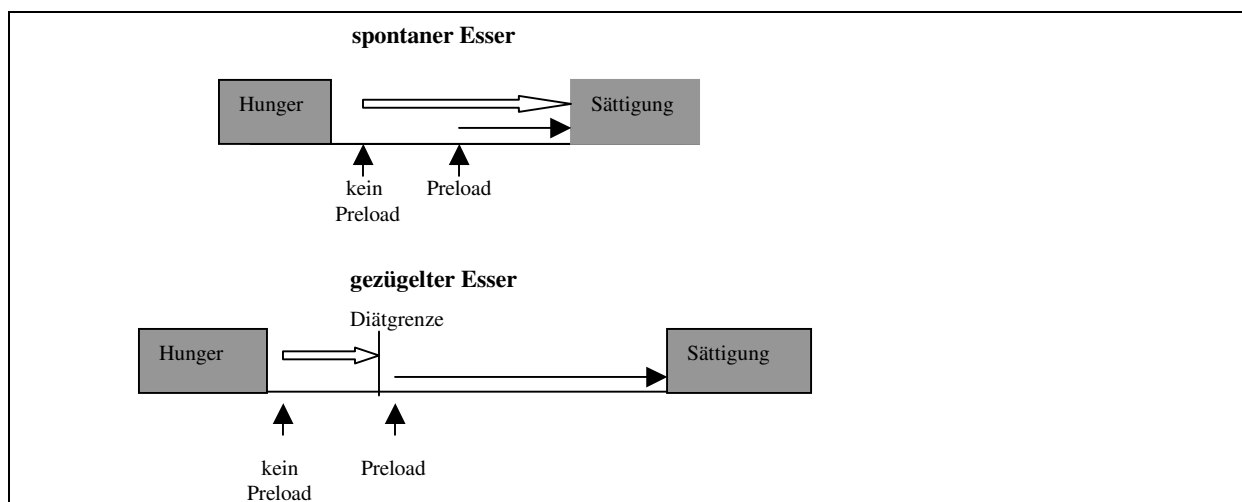 spontaner Esser
Hunger
Sättigung
kein
Preload
Preload
gezügelter Esser
Diätgrenze
Hunger
Sättigung
kein
Preload
Preload